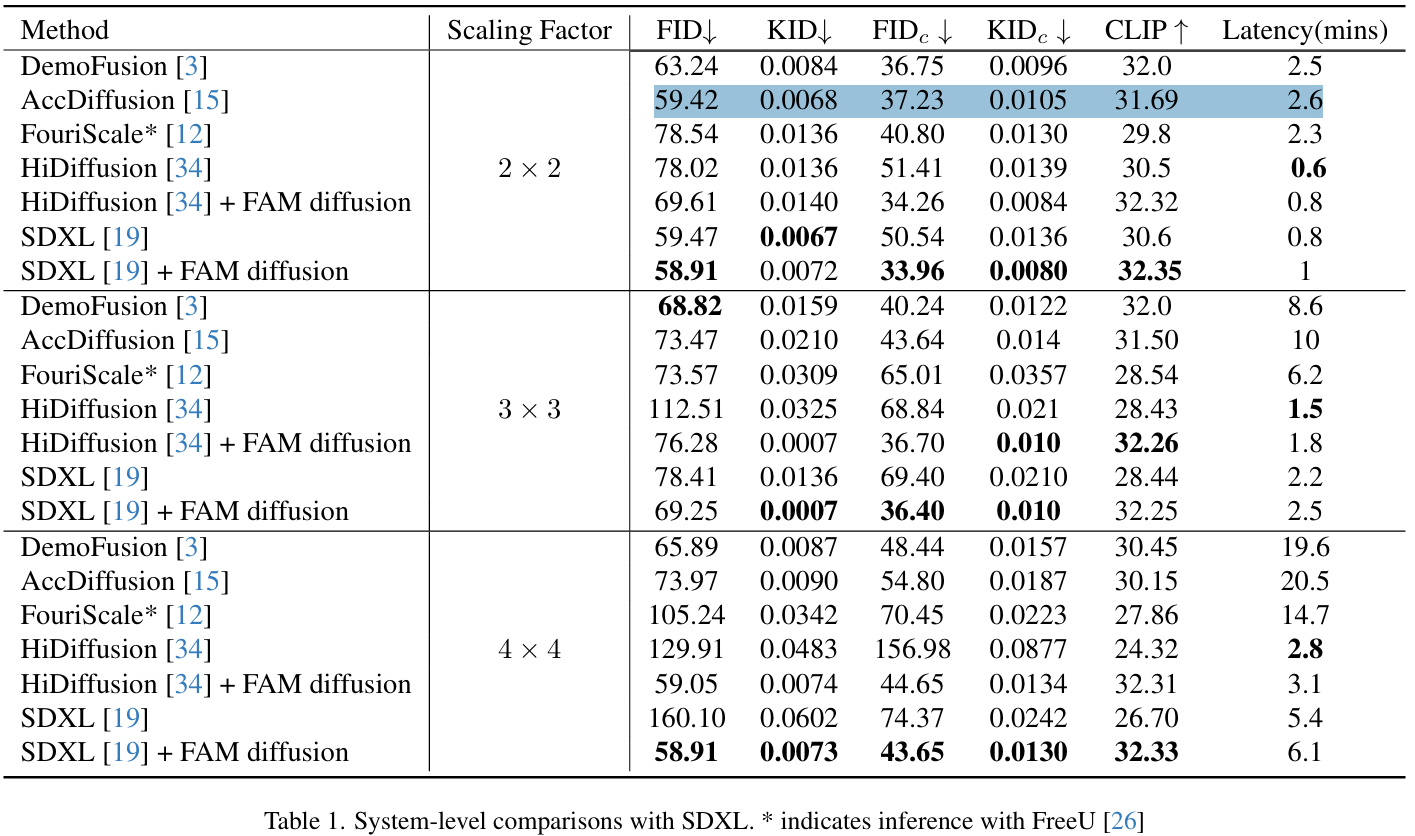 Method Scaling Factor FID↓ KID↓ FID_c ↓ KID_c ↓ CLIP ↑ Latency(mins)
DemoFusion [3] 63.24 0.0084 36.75 0.0096 32.0 2.5
AccDiffusion [15] 59.42 0.0068 37.23 0.0105 31.69 2.6
FouriScale* [12] 78.54 0.0136 40.80 0.0130 29.8 2.3
HiDiffusion [34] 2 × 2 78.02 0.0136 51.41 0.0139 30.5 0.6
HiDiffusion [34] + FAM diffusion 69.61 0.0140 34.26 0.0084 32.32 0.8
SDXL [19] 59.47 0.0067 50.54 0.0136 30.6 0.8
SDXL [19] + FAM diffusion 58.91 0.0072 33.96 0.0080 32.35 1
DemoFusion [3] 68.82 0.0159 40.24 0.0122 32.0 8.6
AccDiffusion [15] 73.47 0.0210 43.64 0.014 31.50 10
FouriScale* [12] 73.57 0.0309 65.01 0.0357 28.54 6.2
HiDiffusion [34] 3 × 3 112.51 0.0325 68.84 0.021 28.43 1.5
HiDiffusion [34] + FAM diffusion 76.28 0.0007 36.70 0.010 32.26 1.8
SDXL [19] 78.41 0.0136 69.40 0.0210 28.44 2.2
SDXL [19] + FAM diffusion 69.25 0.0007 36.40 0.010 32.25 2.5
DemoFusion [3] 65.89 0.0087 48.44 0.0157 30.45 19.6
AccDiffusion [15] 73.97 0.0090 54.80 0.0187 30.15 20.5
FouriScale* [12] 105.24 0.0342 70.45 0.0223 27.86 14.7
HiDiffusion [34] 4 × 4 129.91 0.0483 156.98 0.0877 24.32 2.8
HiDiffusion [34] + FAM diffusion 59.05 0.0074 44.65 0.0134 32.31 3.1
SDXL [19] 160.10 0.0602 74.37 0.0242 26.70 5.4
SDXL [19] + FAM diffusion 58.91 0.0073 43.65 0.0130 32.33 6.1
Table 1. System-level comparisons with SDXL. * indicates inference with FreeU [26]